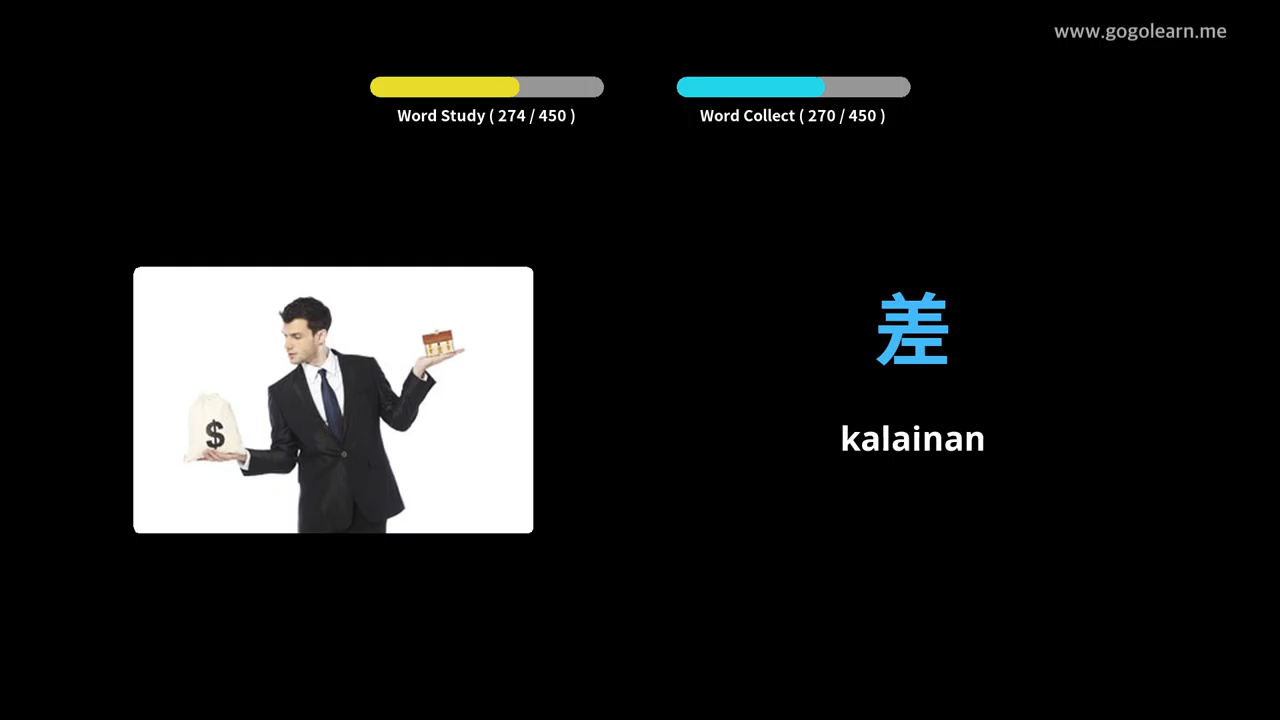 www.gogolearn.me
Word Study ( 274 / 450 )
Word Collect ( 270 / 450 )
$
差
kalainan